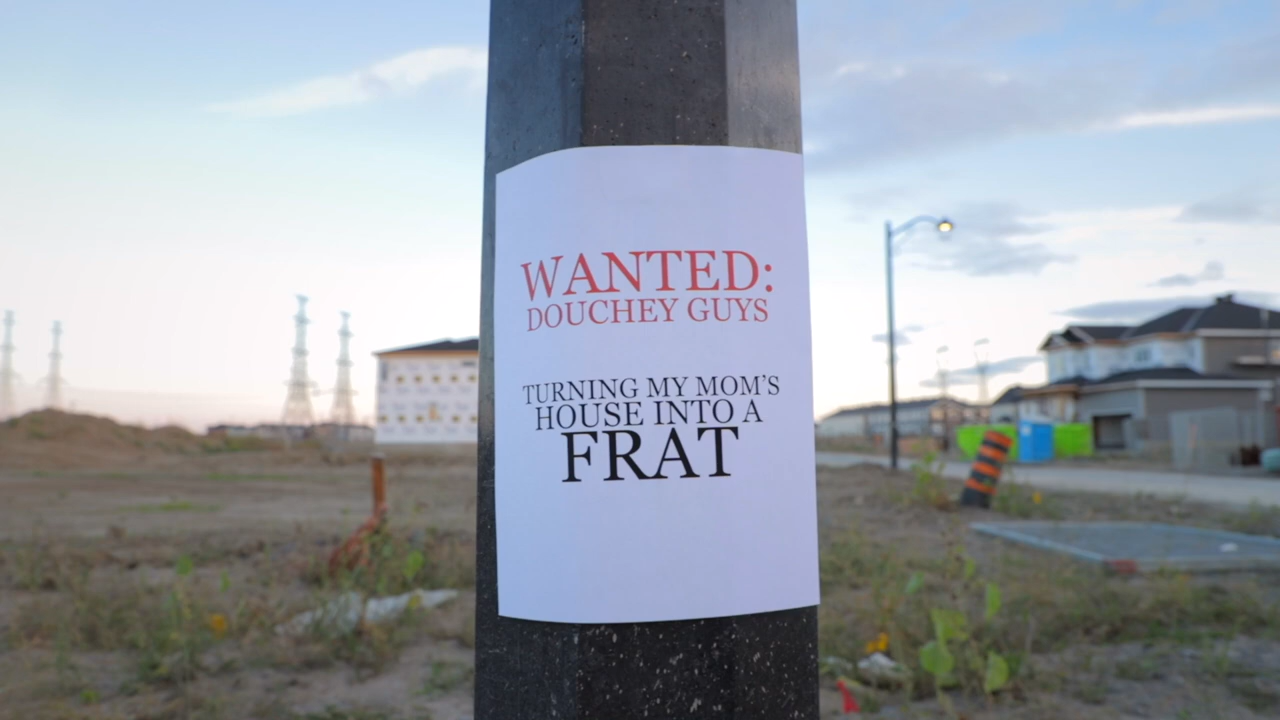 WANTED:
DOUCHEY GUYS
TURNING MY MOM'S
HOUSE INTO A
FRAT